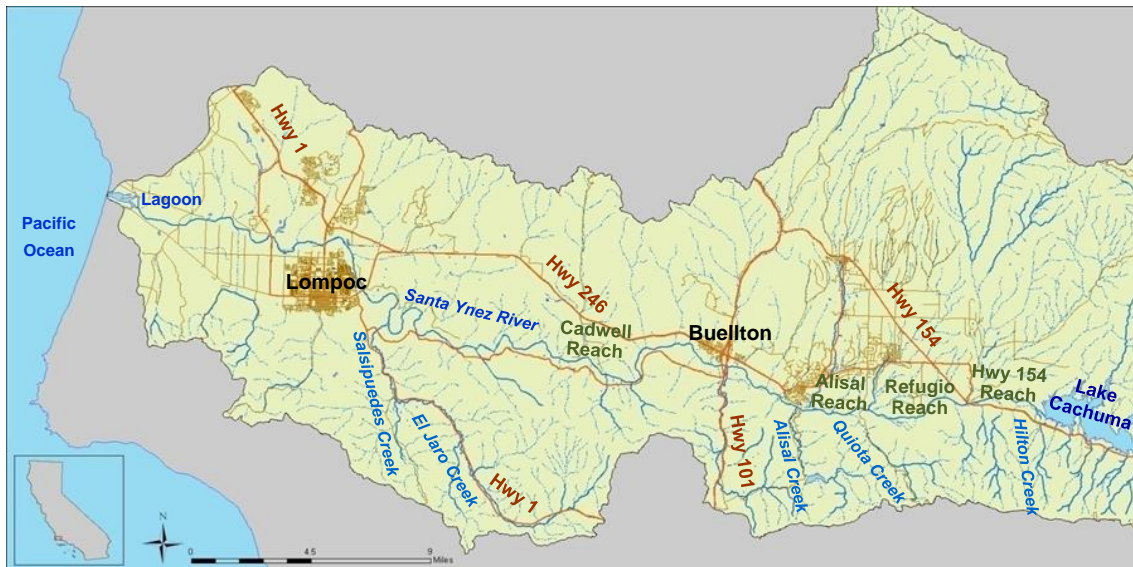 Hwy 1
Lagoon
Pacific
Ocean
Lompoc
Santa Ynez River
Hwy 246
Cadwell
Reach
Buellton
Hwy 154
Alisal
Reach
Refugio
Reach
Hwy 154
Reach
Lake
Cachuma
Salsipuedes Creek
El Jaro Creek
Hwy 1
Hwy 101
Alisal Creek
Quiota Creek
Hilton Creek
N
0 4.5 9
Miles